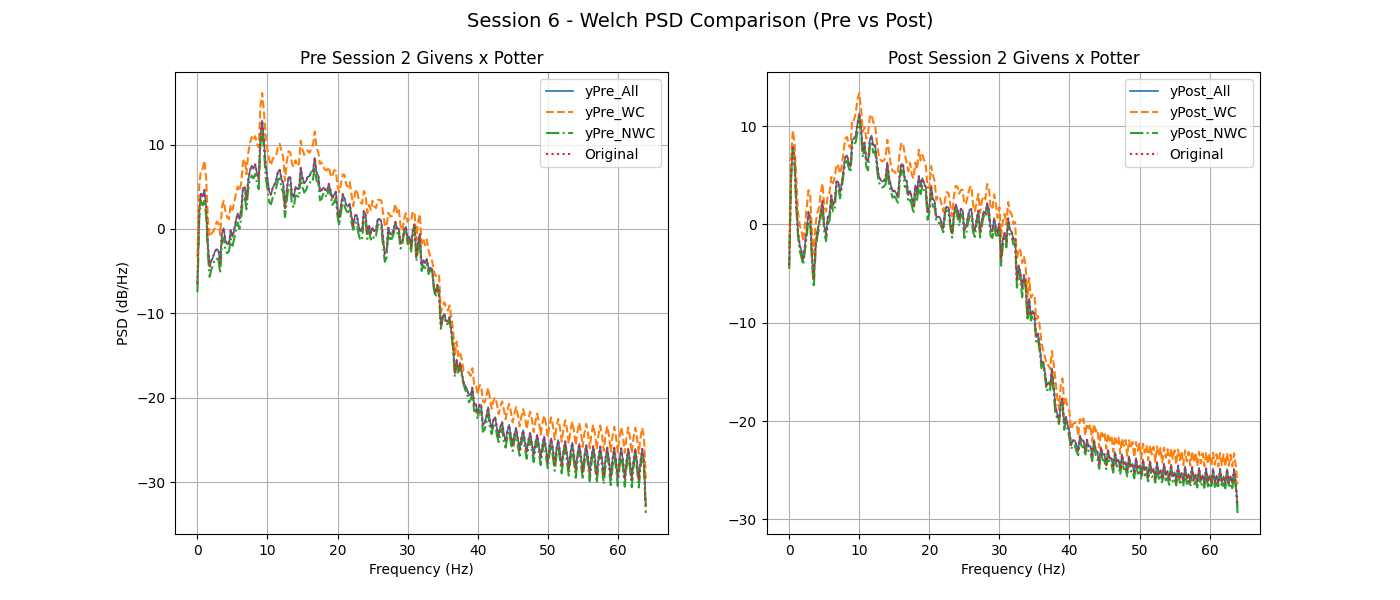 Session 6 - Welch PSD Comparison (Pre vs Post)
Pre Session 2 Givens x Potter
yPre_All
yPre_WC
yPre_NWC
Original
10
0
−10
−20
−30
PSD (dB/Hz)
0 10 20 30 40 50 60
Frequency (Hz)
Post Session 2 Givens x Potter
yPost_All
yPost_WC
yPost_NWC
Original
10
0
−10
−20
−30
0 10 20 30 40 50 60
Frequency (Hz)